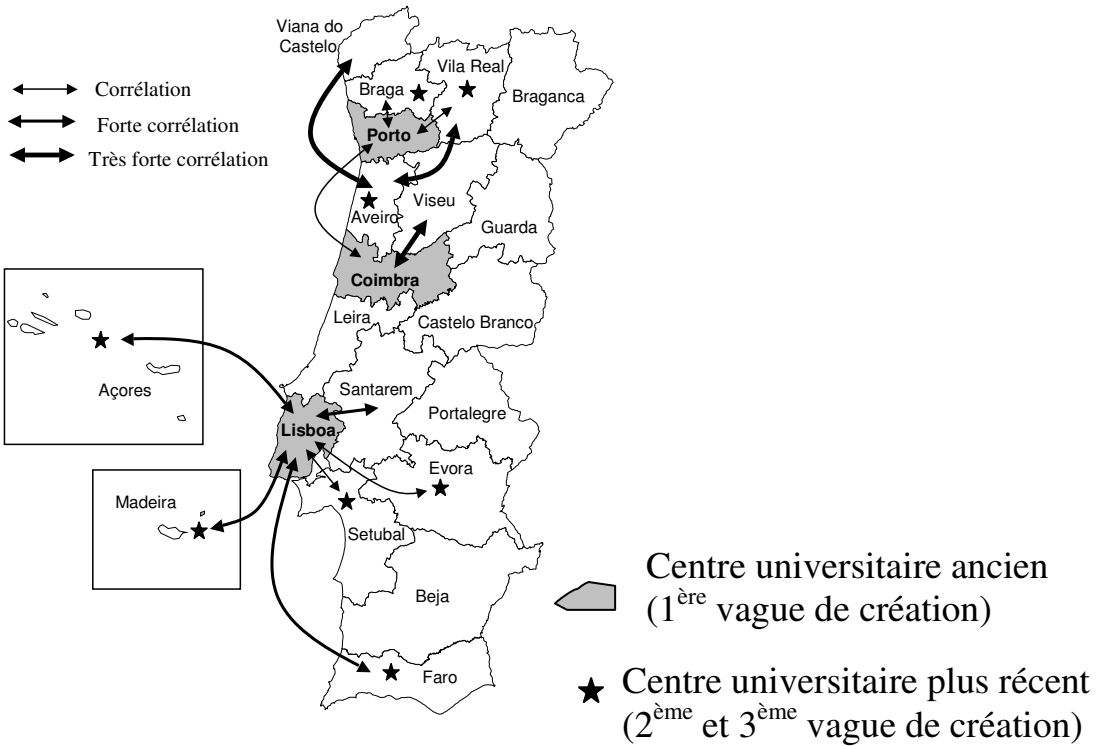 Viana do
Castelo
Vila Real
Braga
Braganca
Corrélation
Forte corrélation
Très forte corrélation
Porto
Viseu
Aveiro
Guarda
Coimbra
Leira
Castelo Branco
Açores
Santarem
Portalegre
Lisboa
Evora
Madeira
Setubal
Beja
Faro
Centre universitaire ancien
(1ère vague de création)
Centre universitaire plus récent
(2ème et 3ème vague de création)